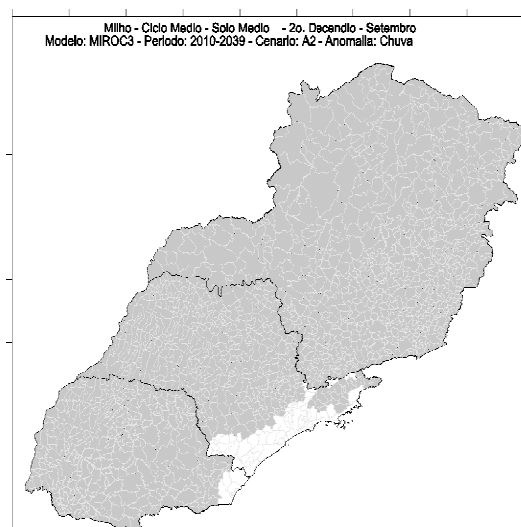 Milho - Ciclo Medio - Solo Medio - 2o. Decendio - Setembro
Modelo: MIROC3 - Periodo: 2010-2039 - Cenario: A2 - Anomalia: Chuva